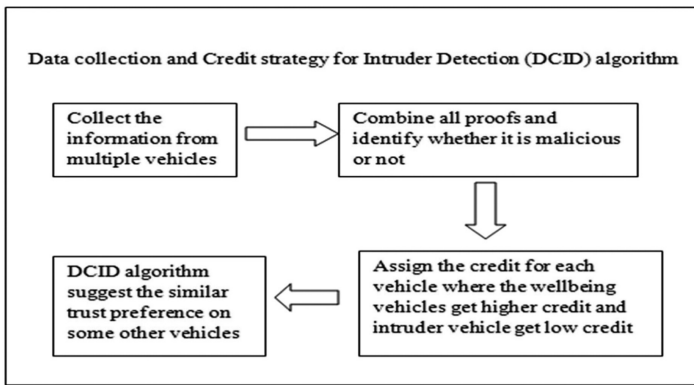 Data collection and Credit strategy for Intruder Detection (DCID) algorithm
Collect the
information from
multiple vehicles
Combine all proofs and
identify whether it is malicious
or not
Assign the credit for each
vehicle where the wellbeing
vehicles get higher credit and
intruder vehicle get low credit
DCID algorithm
suggest the similar
trust preference on
some other vehicles